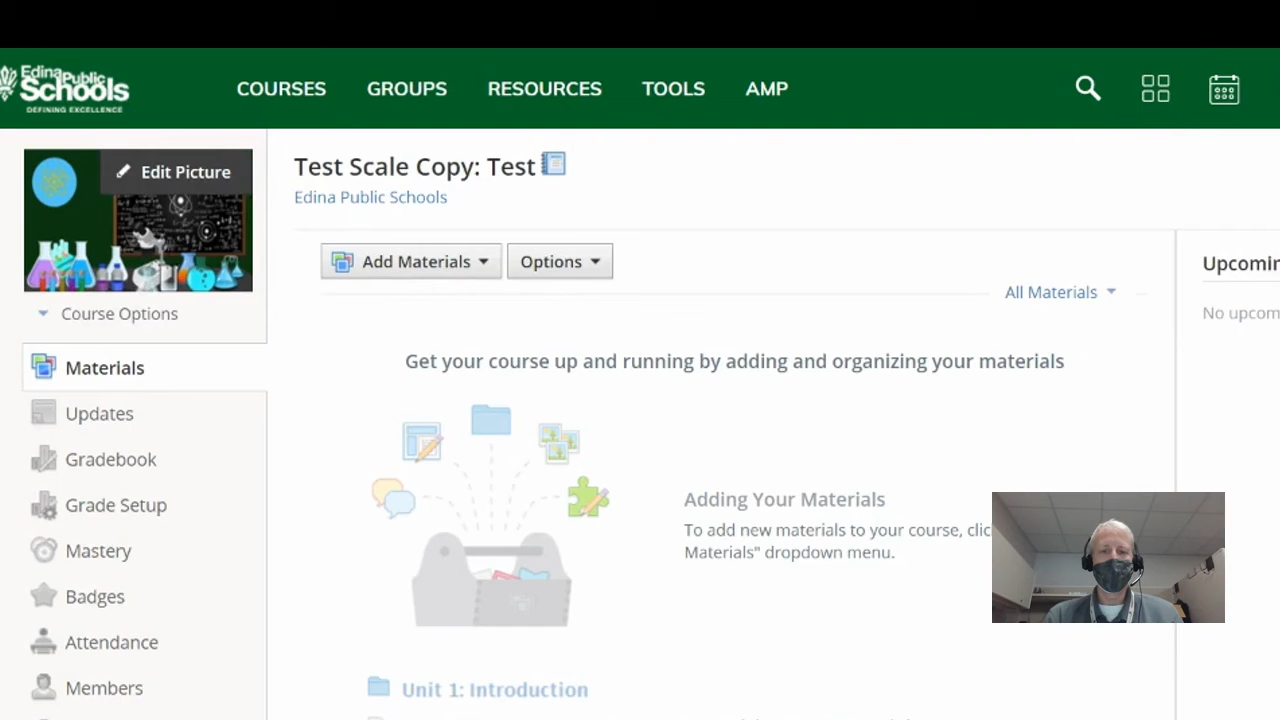 Edina Public
Schools
DEFINING EXCELLENCE
COURSES
GROUPS
RESOURCES
TOOLS
AMP
Edit Picture
Test Scale Copy: Test
Edina Public Schools
Add Materials
Options
All Materials
Upcomin
No upcom
Course Options
Materials
Updates
Gradebook
Grade Setup
Mastery
Badges
Attendance
Members
Get your course up and running by adding and organizing your materials
Adding Your Materials
To add new materials to your course, clic
Materials" dropdown menu.
Unit 1: Introduction